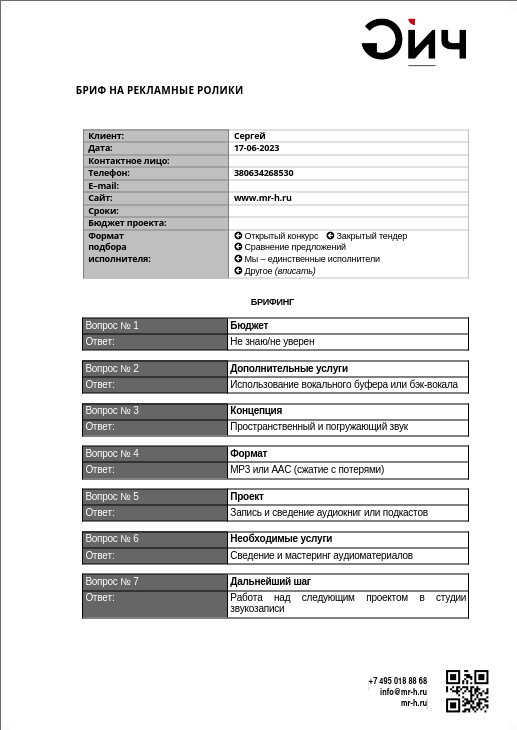 Эич
БРИФ НА РЕКЛАМНЫЕ РОЛИКИ
Клиент: Сергей
Дата: 17-06-2023
Контактное лицо:
Телефон: 380634268530
E-mail:
Сайт: www.mr-h.ru
Сроки:
Бюджет проекта:
Формат подбора исполнителя:
Открытый конкурс Закрытый тендер
Сравнение предложений
Мы – единственные исполнители
Другое (вписать)
БРИФИНГ
Вопрос № 1 Бюджет
Ответ: Не знаю/не уверен
Вопрос № 2 Дополнительные услуги
Ответ: Использование вокального буфера или бэк-вокала
Вопрос № 3 Концепция
Ответ: Пространственный и погружающий звук
Вопрос № 4 Формат
Ответ: MP3 или AAC (сжатие с потерями)
Вопрос № 5 Проект
Ответ: Запись и сведение аудиокниг или подкастов
Вопрос № 6 Необходимые услуги
Ответ: Сведение и мастеринг аудиоматериалов
Вопрос № 7 Дальнейший шаг
Ответ: Работа над следующим проектом в студии
звукозаписи
+7 495 018 88 68
info@mr-h.ru
mr-h.ru